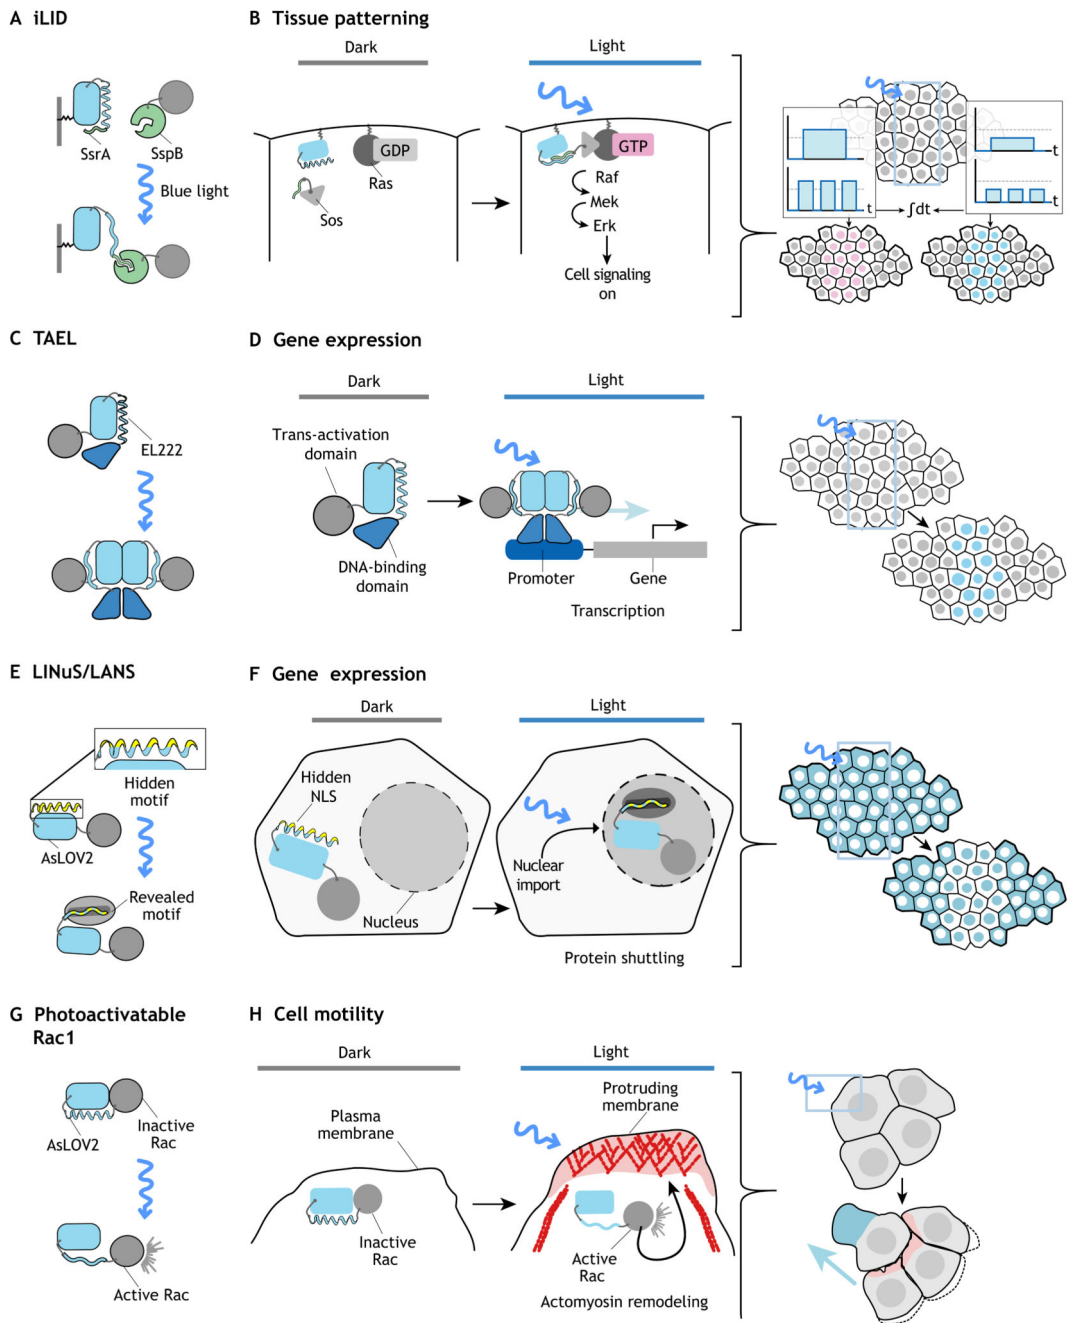 A iLID
SsrA
SspB
Blue light
B Tissue patterning
Dark
Light
GDP
Ras
Sos
GTP
Raf
Mek
Erk
Cell signaling
on
t
t
t
t
∫dt
C TAEL
EL222
D Gene expression
Dark
Light
Trans-activation
domain
DNA-binding
domain
Promoter
Gene
Transcription
E LINuS/LANS
Hidden
motif
AsLOV2
Revealed
motif
F Gene expression
Dark
Light
Hidden
NLS
Nucleus
Nuclear
import
Protein shuttling
G Photoactivatable
Rac1
AsLOV2
Inactive
Rac
Active Rac
H Cell motility
Dark
Light
Plasma
membrane
Inactive
Rac
Protruding
membrane
Active
Rac
Actomyosin remodeling